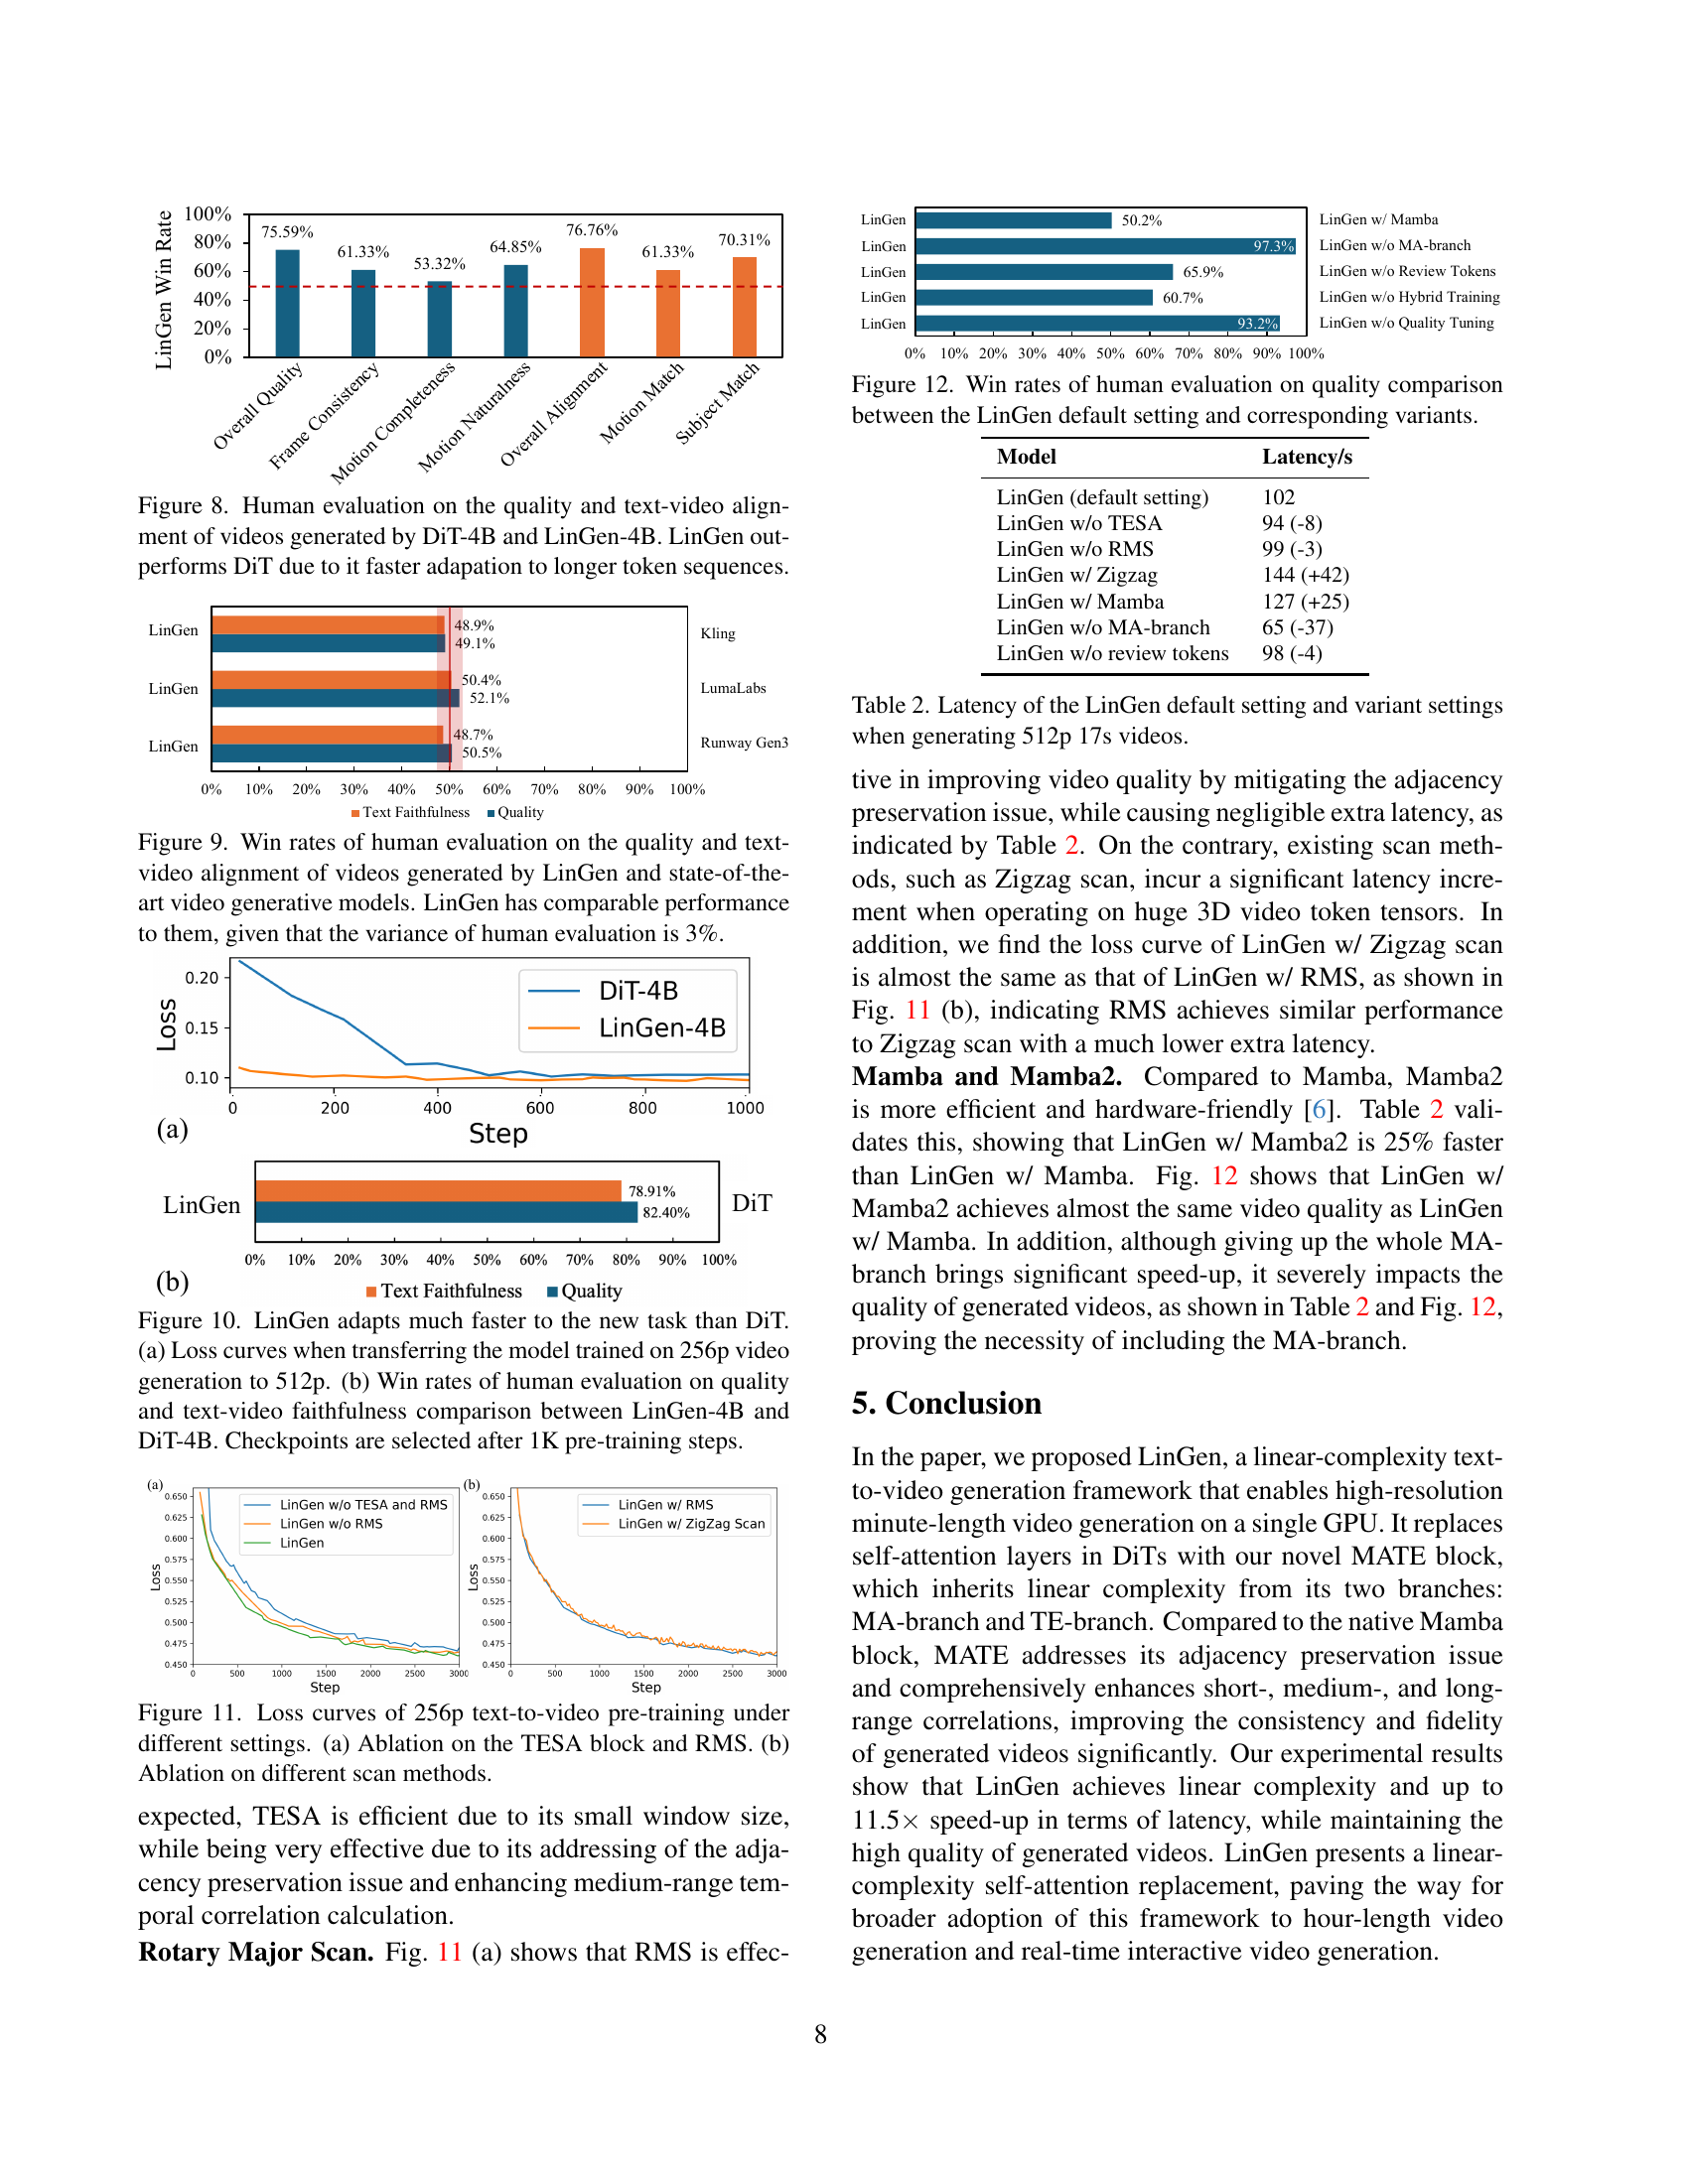 LinGen Win Rate
100%
80%
60%
40%
20%
0%
75.59%
61.33%
53.32%
64.85%
76.76%
61.33%
70.31%
Overall Quality
Frame Consistency
Motion Completeness
Motion Naturalness
Overall Alignment
Motion Match
Subject Match
Figure 8. Human evaluation on the quality and text-video align-
ment of videos generated by DiT-4B and LinGen-4B. LinGen out-
performs DiT due to it faster adapation to longer token sequences.
LinGen 48.9% Kling
49.1%
LinGen 50.4% LumaLabs
52.1%
LinGen 48.7% Runway Gen3
50.5%
0% 10% 20% 30% 40% 50% 60% 70% 80% 90% 100%
Text Faithfulness Quality
Figure 9. Win rates of human evaluation on the quality and text-
video alignment of videos generated by LinGen and state-of-the-
art video generative models. LinGen has comparable performance
to them, given that the variance of human evaluation is 3%.
Loss
0.20
0.15
0.10
DiT-4B
LinGen-4B
0 200 400 600 800 1000
(a)
Step
LinGen 78.91% DiT
82.40%
0% 10% 20% 30% 40% 50% 60% 70% 80% 90% 100%
(b)
Text Faithfulness Quality
Figure 10. LinGen adapts much faster to the new task than DiT.
(a) Loss curves when transferring the model trained on 256p video
generation to 512p. (b) Win rates of human evaluation on quality
and text-video faithfulness comparison between LinGen-4B and
DiT-4B. Checkpoints are selected after 1K pre-training steps.
(a)
Loss
0.650
0.625
0.600
0.575
0.550
0.525
0.500
0.475
0.450
LinGen w/o TESA and RMS
LinGen w/o RMS
LinGen
0 500 1000 1500 2000 2500 3000
Step
(b)
Loss
0.650
0.625
0.600
0.575
0.550
0.525
0.500
0.475
0.450
LinGen w/ RMS
LinGen w/ ZigZag Scan
0 500 1000 1500 2000 2500 3000
Step
Figure 11. Loss curves of 256p text-to-video pre-training under
different settings. (a) Ablation on the TESA block and RMS. (b)
Ablation on different scan methods.
expected, TESA is efficient due to its small window size,
while being very effective due to its addressing of the adja-
cency preservation issue and enhancing medium-range tem-
poral correlation calculation.
Rotary Major Scan. Fig. 11 (a) shows that RMS is effec-
LinGen 50.2% LinGen w/ Mamba
LinGen 97.3% LinGen w/o MA-branch
LinGen 65.9% LinGen w/o Review Tokens
LinGen 60.7% LinGen w/o Hybrid Training
LinGen 93.2% LinGen w/o Quality Tuning
0% 10% 20% 30% 40% 50% 60% 70% 80% 90% 100%
Figure 12. Win rates of human evaluation on quality comparison
between the LinGen default setting and corresponding variants.
Model Latency/s
LinGen (default setting) 102
LinGen w/o TESA 94 (-8)
LinGen w/o RMS 99 (-3)
LinGen w/ Zigzag 144 (+42)
LinGen w/ Mamba 127 (+25)
LinGen w/o MA-branch 65 (-37)
LinGen w/o review tokens 98 (-4)
Table 2. Latency of the LinGen default setting and variant settings
when generating 512p 17s videos.
tive in improving video quality by mitigating the adjacency
preservation issue, while causing negligible extra latency, as
indicated by Table 2. On the contrary, existing scan meth-
ods, such as Zigzag scan, incur a significant latency incre-
ment when operating on huge 3D video token tensors. In
addition, we find the loss curve of LinGen w/ Zigzag scan
is almost the same as that of LinGen w/ RMS, as shown in
Fig. 11 (b), indicating RMS achieves similar performance
to Zigzag scan with a much lower extra latency.
Mamba and Mamba2. Compared to Mamba, Mamba2
is more efficient and hardware-friendly [6]. Table 2 vali-
dates this, showing that LinGen w/ Mamba2 is 25% faster
than LinGen w/ Mamba. Fig. 12 shows that LinGen w/
Mamba2 achieves almost the same video quality as LinGen
w/ Mamba. In addition, although giving up the whole MA-
branch brings significant speed-up, it severely impacts the
quality of generated videos, as shown in Table 2 and Fig. 12,
proving the necessity of including the MA-branch.
5. Conclusion
In the paper, we proposed LinGen, a linear-complexity text-
to-video generation framework that enables high-resolution
minute-length video generation on a single GPU. It replaces
self-attention layers in DiTs with our novel MATE block,
which inherits linear complexity from its two branches:
MA-branch and TE-branch. Compared to the native Mamba
block, MATE addresses its adjacency preservation issue
and comprehensively enhances short-, medium-, and long-
range correlations, improving the consistency and fidelity
of generated videos significantly. Our experimental results
show that LinGen achieves linear complexity and up to
11.5× speed-up in terms of latency, while maintaining the
high quality of generated videos. LinGen presents a linear-
complexity self-attention replacement, paving the way for
broader adoption of this framework to hour-length video
generation and real-time interactive video generation.
8